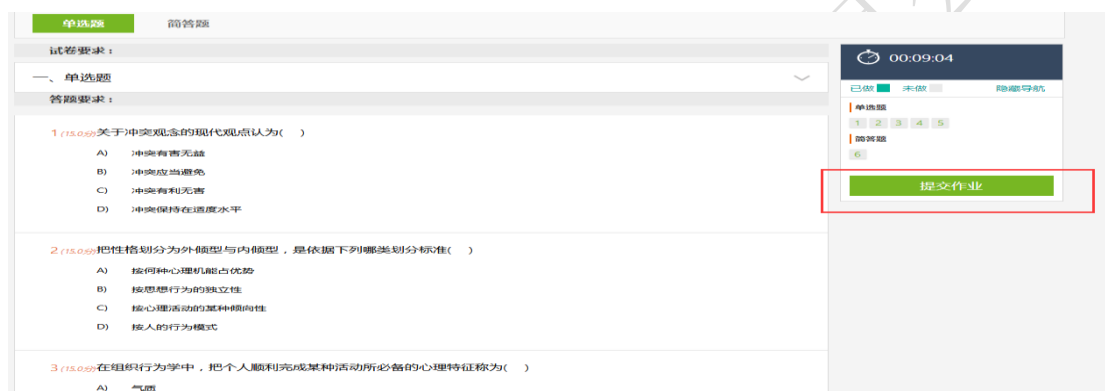 单选题 简答题
试卷要求：
一、单选题
答题要求：
1 (15.0分)关于冲突观念的现代观点认为( )
A) 冲突有害无益
B) 冲突应当避免
C) 冲突有利无害
D) 冲突保持在适度水平
2 (15.0分)把性格划分为外倾型与内倾型，是依据下列哪类划分标准( )
A) 按何种心理机能占优势
B) 按思想行为的独立性
C) 按心理活动的某种倾向性
D) 按人的行为模式
3 (15.0分)在组织行为学中，把个人顺利完成某种活动所必备的心理特征称为( )
A) 气质
00:09:04
已做 未做 隐藏导航
单选题
1 2 3 4 5
简答题
6
提交作业